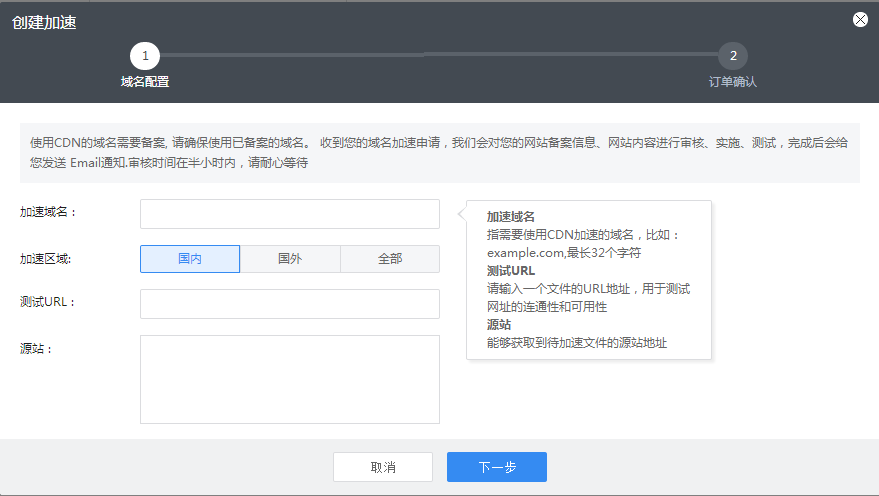 创建加速
1
2
域名配置
订单确认
使用CDN的域名需要备案, 请确保使用已备案的域名。 收到您的域名加速申请，我们会对您的网站备案信息、网站内容进行审核、实施、测试，完成后会给
您发送 Email通知.审核时间在半小时内，请耐心等待
加速域名：
加速区域:
国内
国外
全部
测试URL：
源站：
加速域名
指需要使用CDN加速的域名，比如：
example.com,最长32个字符
测试URL
请输入一个文件的URL地址，用于测试
网址的连通性和可用性
源站
能够获取到待加速文件的源站地址
取消
下一步